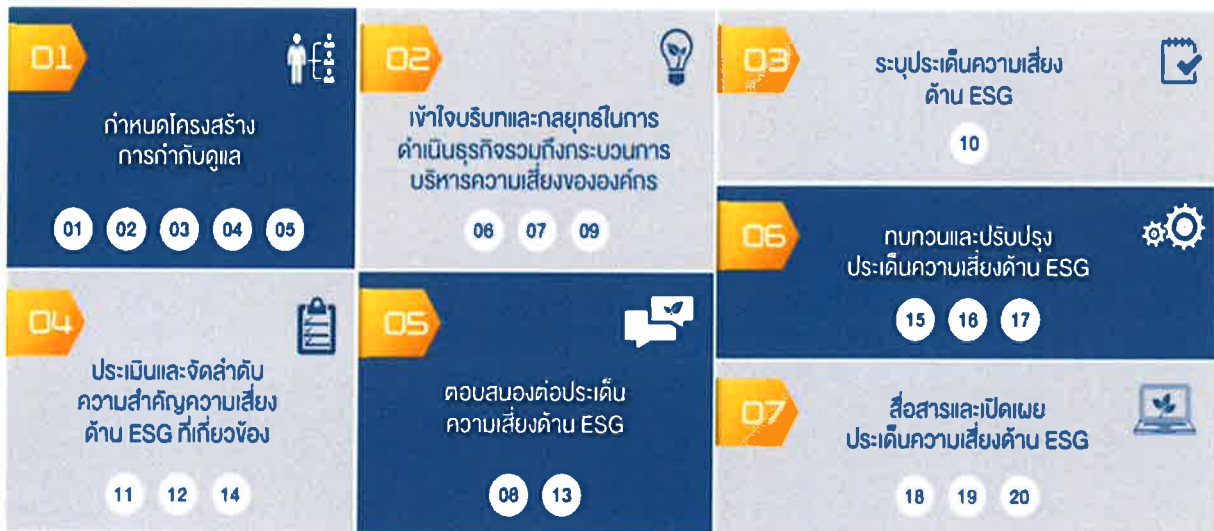 01
กำหนดโครงสร้าง
การกำกับดูแล
01 02 03 04 05
02
เข้าใจบริบทและกลยุทธ์ในการ
ดำเนินธุรกิจรวมถึงกระบวนการ
บริหารความเสี่ยงขององค์กร
06 07 09
03
ระบุประเด็นความเสี่ยง
ด้าน ESG
10
04
ประเมินและจัดลำดับ
ความสำคัญความเสี่ยง
ด้าน ESG ที่เกี่ยวข้อง
11 12 14
05
ตอบสนองต่อประเด็น
ความเสี่ยงด้าน ESG
08 13
06
ทบทวนและปรับปรุง
ประเด็นความเสี่ยงด้าน ESG
15 16 17
07
สื่อสารและเปิดเผย
ประเด็นความเสี่ยงด้าน ESG
18 19 20